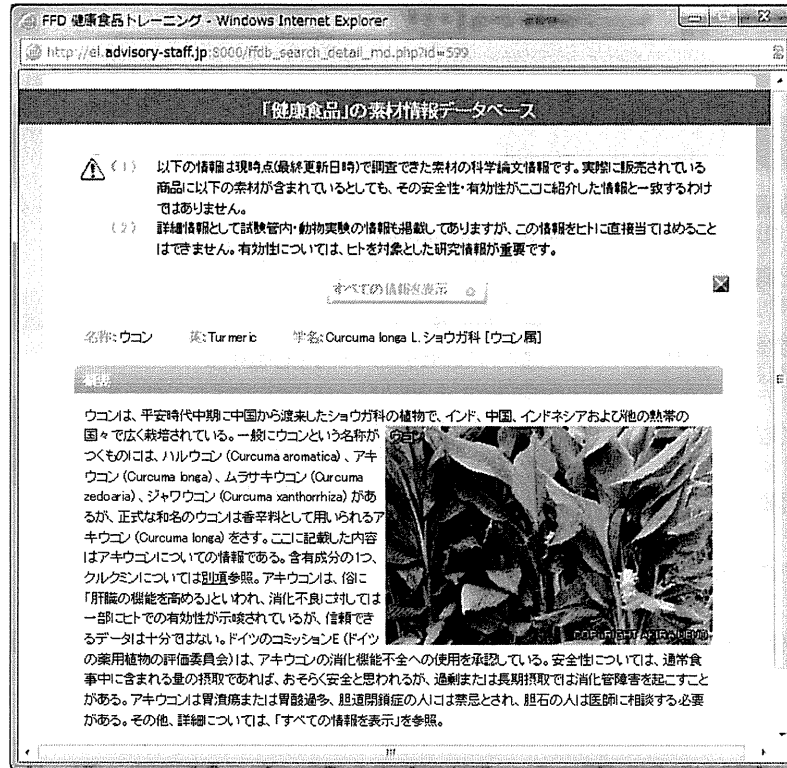 FFD 健康食品トレーニング - Windows Internet Explorer
http://el.advisory-staff.jp:8000/ffdb_search_detail_md.php?id=599
「健康食品」の素材情報データベース
(1) 以下の情報は現時点(最終更新日時)で調査できた素材の科学論文情報です。実際に販売されている
商品に以下の素材が含まれているとしても、その安全性・有効性がここに紹介した情報と一致するわけ
ではありません。
(2) 詳細情報として試験管内・動物実験の情報も掲載してありますが、この情報をヒトに直接当てはめること
はできません。有効性については、ヒトを対象とした研究情報が重要です。
すべての情報を表示
名称:ウコン 英:Turmeric 学名:Curcuma longa L. ショウガ科 [ウコン属]
概要
ウコンは、平安時代中期に中国から渡来したショウガ科の植物で、インド、中国、インドネシアおよび他の熱帯の
国々で広く栽培されている。一般にウコンという名称が
つくものには、ハルウコン (Curcuma aromatica) 、アキ
ウコン (Curcuma longa) 、ムラサキウコン (Curcuma
zedoaria) 、ジャワウコン (Curcuma xanthorrhiza) があ
るが、正式な和名のウコンは香辛料として用いられるア
キウコン (Curcuma longa) をさす。ここに記載した内容
はアキウコンについての情報である。含有成分の1つ、
クルクミンについては別項参照。アキウコンは、俗に
「肝臓の機能を高める」といわれ、消化不良に対しては
一部にヒトでの有効性が示唆されているが、信頼でき
るデータは十分ではない。ドイツのコミッションE (ドイツ
の薬用植物の評価委員会) は、アキウコンの消化機能不全への使用を承認している。安全性については、通常食
事中に含まれる量の摂取であれば、おそらく安全と思われるが、過剰または長期摂取では消化管障害を起こすこと
がある。アキウコンは胃潰瘍または胃酸過多、胆道閉鎖症の人には禁忌とされ、胆石の人は医師に相談する必要
がある。その他、詳細については、「すべての情報を表示」を参照。
ウコン
COPYRIGHT AKIRA UENO